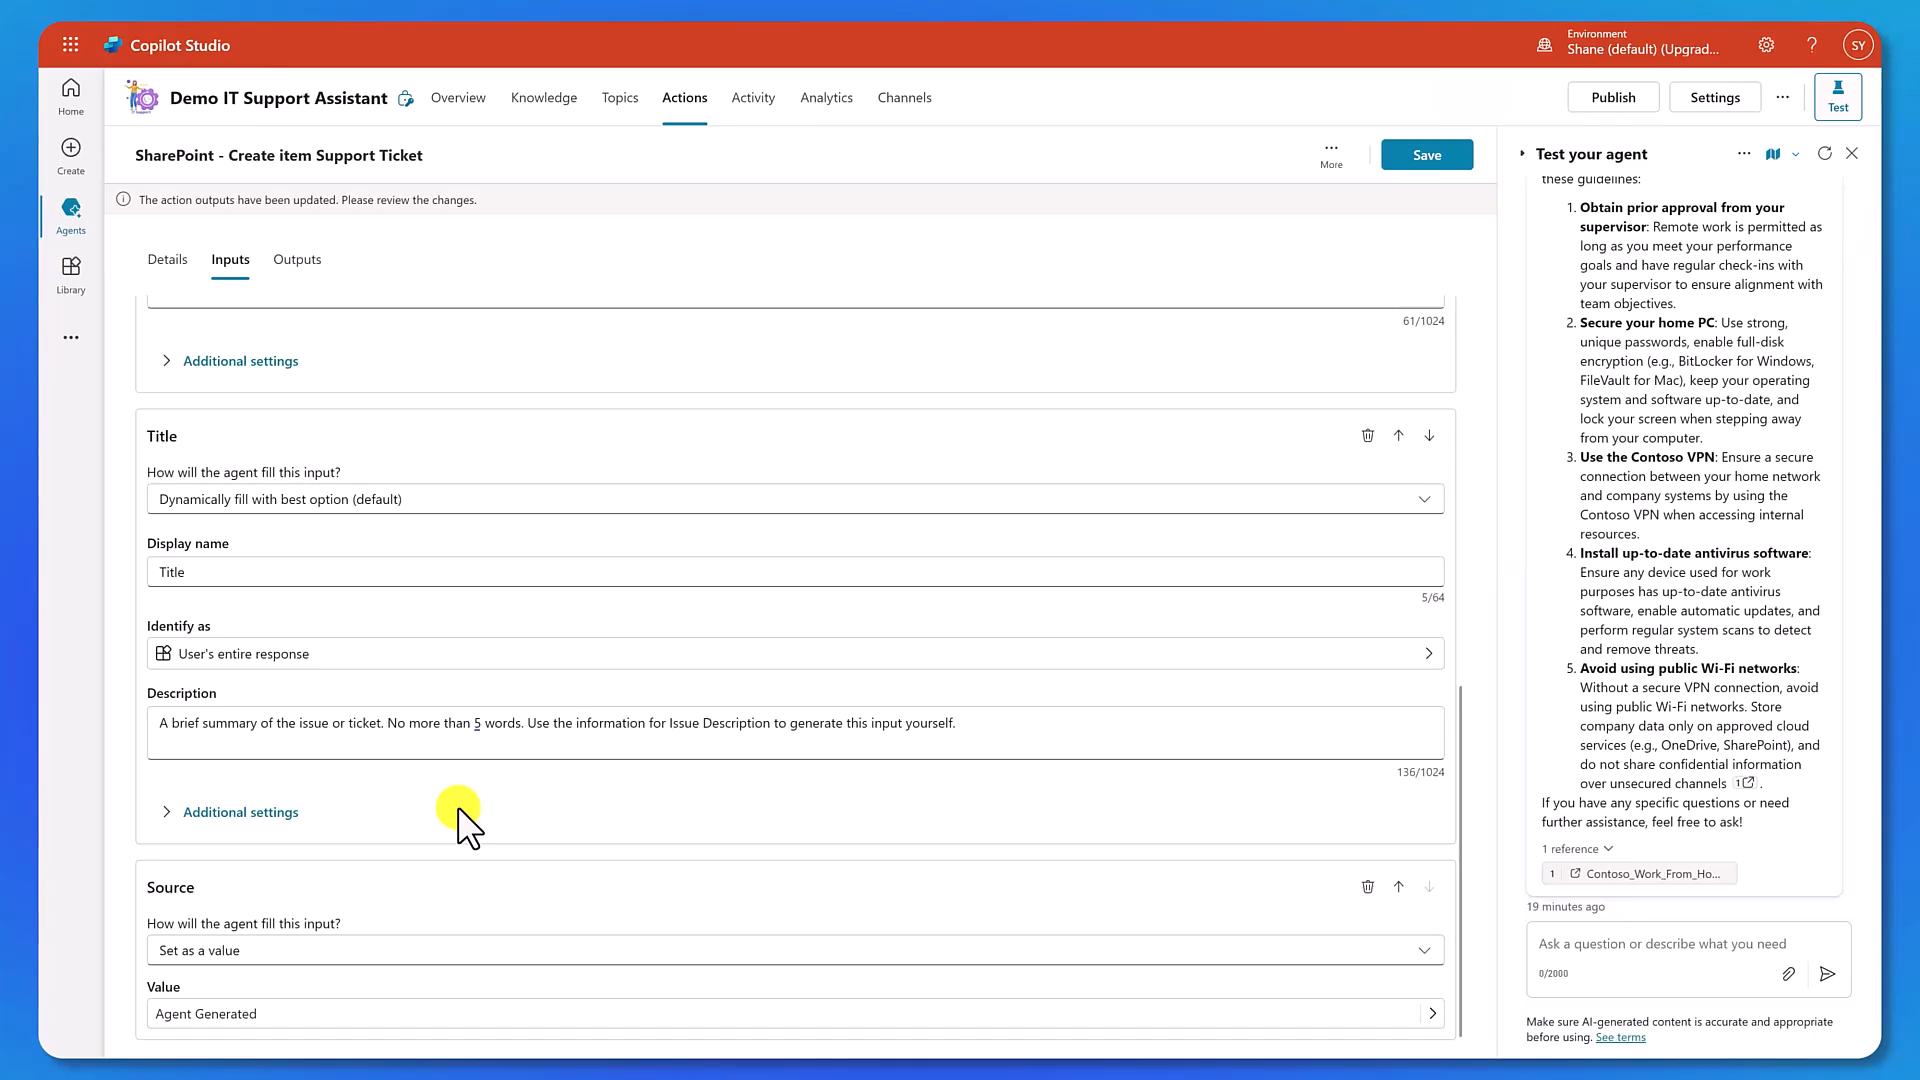 Copilot Studio
Environment
Shane (default) (Upgrad...
SY
Home
Create
Agents
Library
Demo IT Support Assistant
Overview
Knowledge
Topics
Actions
Activity
Analytics
Channels
Publish
Settings
Test
SharePoint - Create item Support Ticket
More
Save
The action outputs have been updated. Please review the changes.
Details
Inputs
Outputs
61/1024
Additional settings
Title
How will the agent fill this input?
Dynamically fill with best option (default)
Display name
Title
5/64
Identify as
User's entire response
Description
A brief summary of the issue or ticket. No more than 5 words. Use the information for Issue Description to generate this input yourself.
136/1024
Additional settings
Source
How will the agent fill this input?
Set as a value
Value
Agent Generated
Test your agent
these guidelines:
1. Obtain prior approval from your
supervisor: Remote work is permitted as
long as you meet your performance
goals and have regular check-ins with
your supervisor to ensure alignment with
team objectives.
2. Secure your home PC: Use strong,
unique passwords, enable full-disk
encryption (e.g., BitLocker for Windows,
FileVault for Mac), keep your operating
system and software up-to-date, and
lock your screen when stepping away
from your computer.
3. Use the Contoso VPN: Ensure a secure
connection between your home network
and company systems by using the
Contoso VPN when accessing internal
resources.
4. Install up-to-date antivirus software:
Ensure any device used for work
purposes has up-to-date antivirus
software, enable automatic updates, and
perform regular system scans to detect
and remove threats.
5. Avoid using public Wi-Fi networks:
Without a secure VPN connection, avoid
using public Wi-Fi networks. Store
company data only on approved cloud
services (e.g., OneDrive, SharePoint), and
do not share confidential information
over unsecured channels 1 .
If you have any specific questions or need
further assistance, feel free to ask!
1 reference
1 Contoso_Work_From_Ho...
19 minutes ago
Ask a question or describe what you need
0/2000
Make sure AI-generated content is accurate and appropriate
before using. See terms